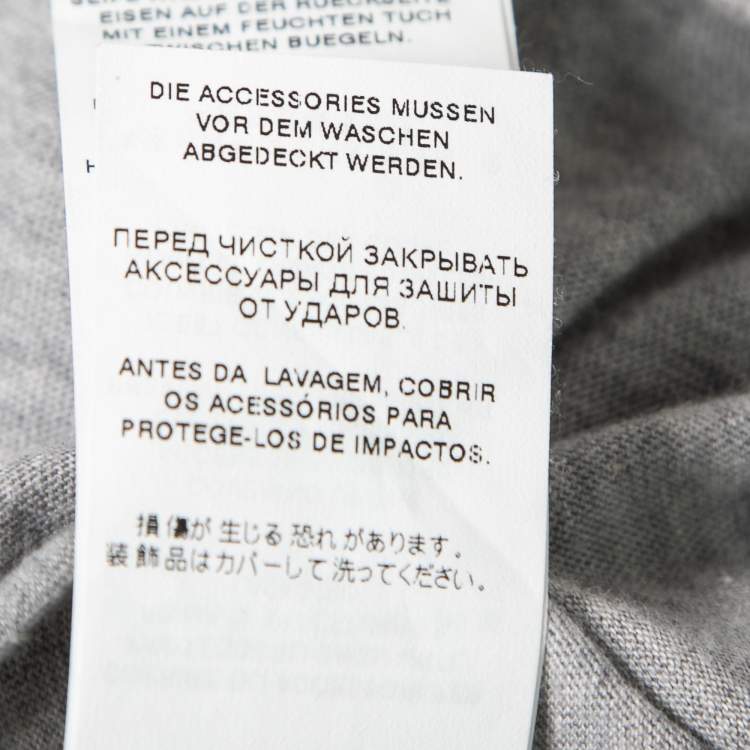 EISEN AUF DER RUECKSEITE
MIT EINEM FEUCHTEN TUCH
ZWISCHEN BUEGELN.
H
DIE ACCESSORIES MUSSEN
VOR DEM WASCHEN
ABGEDECKT WERDEN.
ПЕРЕД ЧИСТКОЙ ЗАКРЫВАТЬ
АКСЕССУАРЫ ДЛЯ ЗАШИТЫ
ОТ УДАРОВ.
ANTES DA LAVAGEM, COBRIR
OS ACESSÓRIOS PARA
PROTEGE-LOS DE IMPACTOS.
損傷が生じる恐れがあります。
装飾品はカバーして洗ってください。